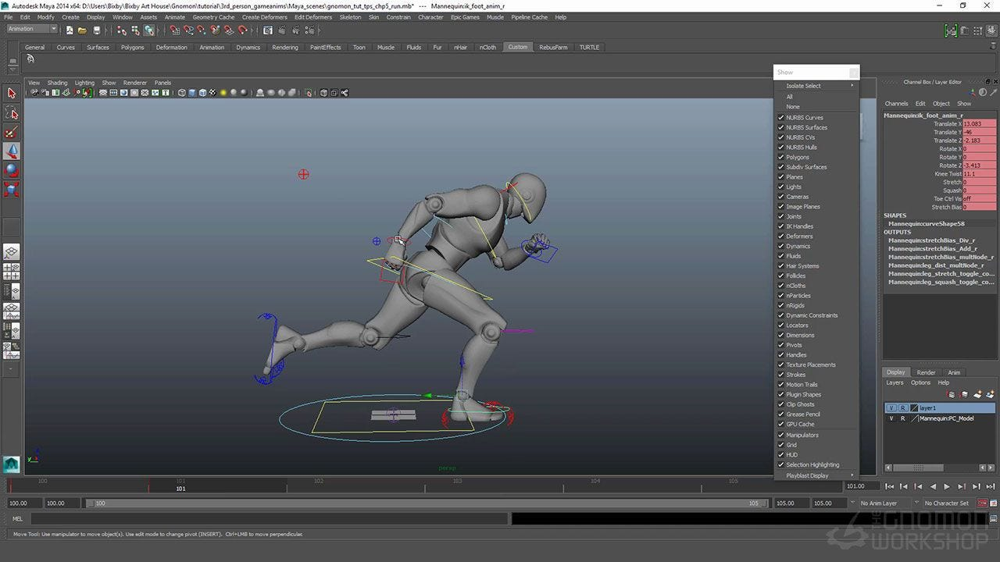 Autodesk Maya 2014 x64: D:\Users\Bixby\Bixby Art House\Gnomon\tutorial\3rd_person_gameanims\Maya_scenes\gnomon_tut_tps_chp5_run.mb* --- Mannequin:ik_foot_anim_r
File Edit Modify Create Display Window Assets Animate Geometry Cache Create Deformers Edit Deformers Skeleton Skin Constrain Character Epic Games Muscle Pipeline Cache Help
Animation
General Curves Surfaces Polygons Deformation Animation Dynamics Rendering PaintEffects Toon Muscle Fluids Fur nHair nCloth Custom RebusFarm TURTLE
View Shading Lighting Show Renderer Panels
Show
Isolate Select
All
None
NURBS Curves
NURBS Surfaces
NURBS CVs
NURBS Hulls
Polygons
Subdiv Surfaces
Planes
Lights
Cameras
Image Planes
Joints
IK Handles
Deformers
Dynamics
Fluids
Hair Systems
Follicles
nCloths
nParticles
nRigids
Dynamic Constraints
Locators
Dimensions
Pivots
Handles
Texture Placements
Strokes
Motion Trails
Plugin Shapes
Clip Ghosts
Grease Pencil
GPU Cache
Manipulators
Grid
HUD
Selection Highlighting
Playblast Display
Channel Box / Layer Editor
Channels Edit Object Show
Mannequin:ik_foot_anim_r
Translate X 13.083
Translate Y -46
Translate Z -2.183
Rotate X 0
Rotate Y 0
Rotate Z -3.413
Knee Twist 11.1
Stretch 0
Squash 0
Toe Ctrl Vis off
Stretch Bias 0
SHAPES
Mannequin:curveShape58
OUTPUTS
Mannequin:stretchBias_Div_r
Mannequin:stretchBias_Add_r
Mannequin:stretchBias_multNode_r
Mannequin:leg_dist_multNode_r
Mannequin:leg_stretch_toggle_co...
Mannequin:leg_squash_toggle_co...
Display Render Anim
Layers Options Help
V R layer1
V R Mannequin:PC_Model
persp
100 101 102 103 104 105
101
101.00
100.00 100.00 100 105 105.00 105.00 No Anim Layer No Character Set
MEL
Move Tool: Use manipulator to move object(s). Use edit mode to change pivot (INSERT). Ctrl+LMB to move perpendicular.
THE GNOMON WORKSHOP